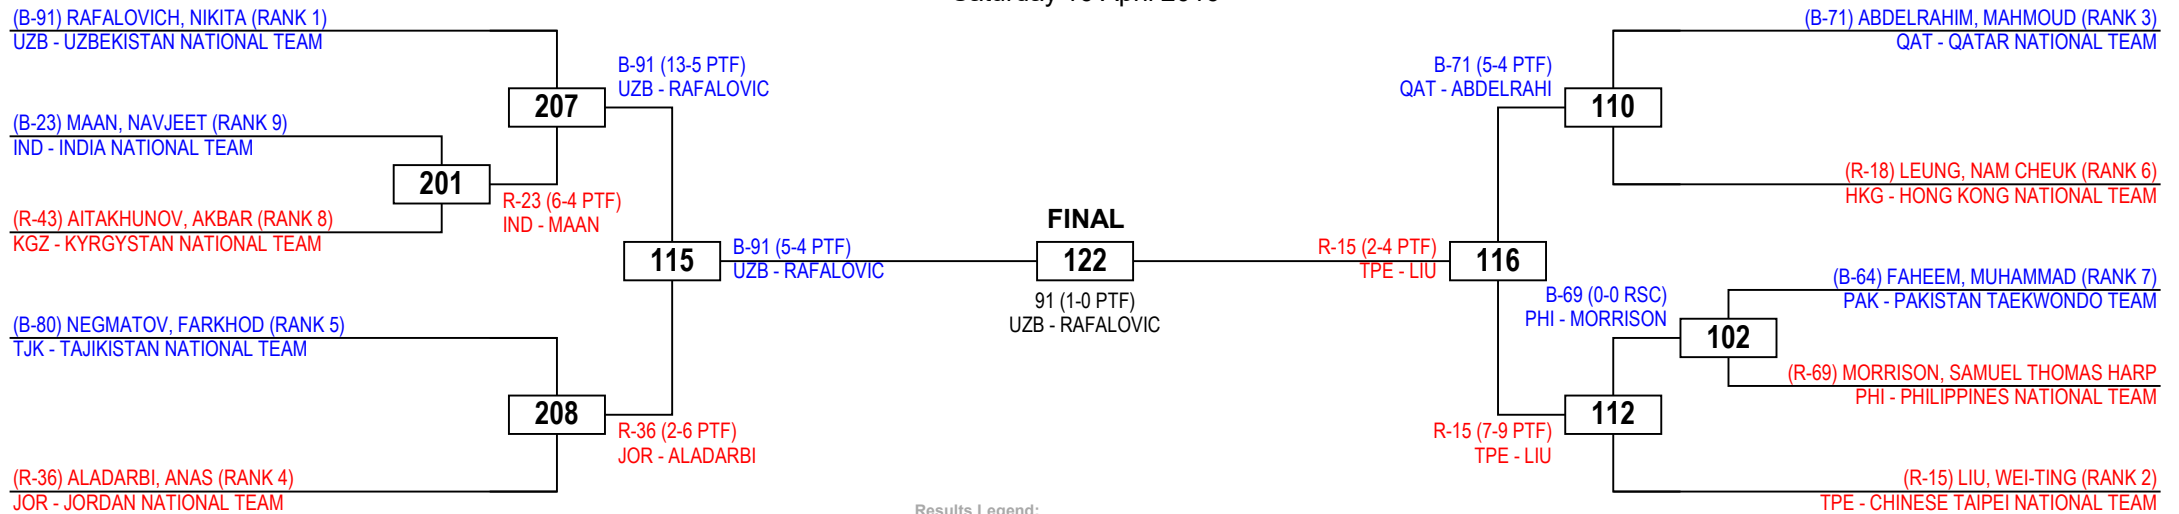 (B-91) RAFALOVICH, NIKITA (RANK 1)
UZB - UZBEKISTAN NATIONAL TEAM
B-91 (13-5 PTF)
UZB - RAFALOVIC
207
(B-23) MAAN, NAVJEET (RANK 9)
IND - INDIA NATIONAL TEAM
201
R-23 (6-4 PTF)
IND - MAAN
(R-43) AITAKHUNOV, AKBAR (RANK 8)
KGZ - KYRGYSTAN NATIONAL TEAM
115
B-91 (5-4 PTF)
UZB - RAFALOVIC
(B-80) NEGMATOV, FARKHOD (RANK 5)
TJK - TAJIKISTAN NATIONAL TEAM
208
R-36 (2-6 PTF)
JOR - ALADARBI
(R-36) ALADARBI, ANAS (RANK 4)
JOR - JORDAN NATIONAL TEAM
FINAL
122
91 (1-0 PTF)
UZB - RAFALOVIC
(B-71) ABDELRAHIM, MAHMOUD (RANK 3)
QAT - QATAR NATIONAL TEAM
B-71 (5-4 PTF)
QAT - ABDELRAHI
110
(R-18) LEUNG, NAM CHEUK (RANK 6)
HKG - HONG KONG NATIONAL TEAM
R-15 (2-4 PTF)
TPE - LIU
116
(B-64) FAHEEM, MUHAMMAD (RANK 7)
PAK - PAKISTAN TAEKWONDO TEAM
B-69 (0-0 RSC)
PHI - MORRISON
102
(R-69) MORRISON, SAMUEL THOMAS HARP
PHI - PHILIPPINES NATIONAL TEAM
112
R-15 (7-9 PTF)
TPE - LIU
(R-15) LIU, WEI-TING (RANK 2)
TPE - CHINESE TAIPEI NATIONAL TEAM
Results Legend: